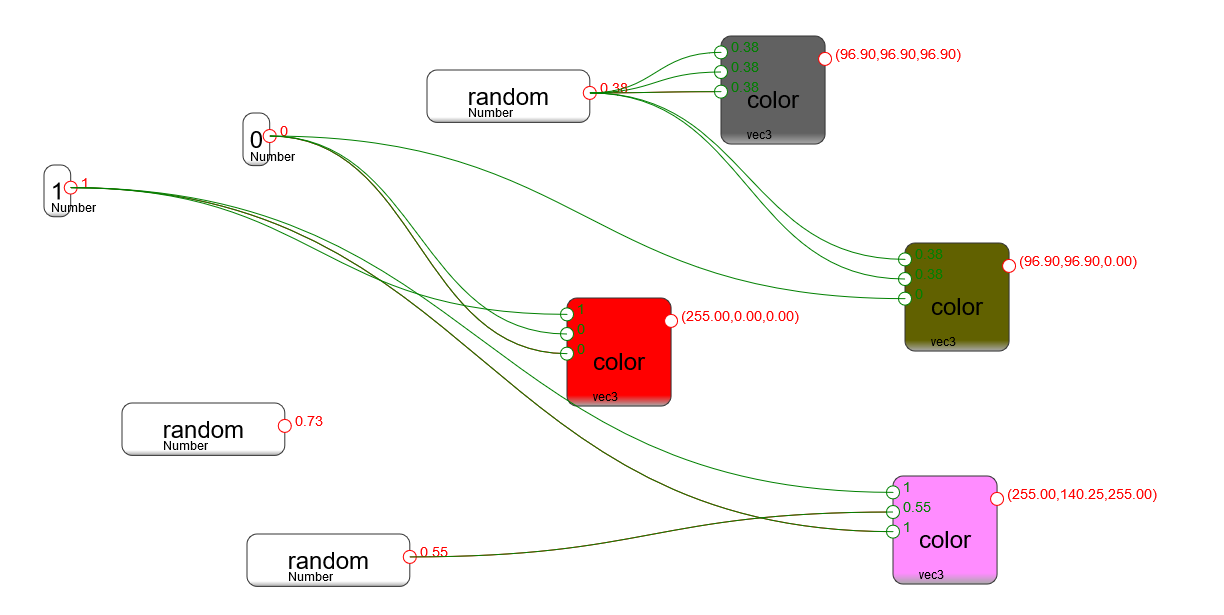 0.38
0.38
0.38
color
vec3
(96.90,96.90,96.90)
random
Number
0.38
0
Number
0
1
Number
1
0.38
0.38
0
color
vec3
(96.90,96.90,0.00)
1
0
0
color
vec3
(255.00,0.00,0.00)
random
Number
0.73
1
0.55
1
color
vec3
(255.00,140.25,255.00)
random
Number
0.55